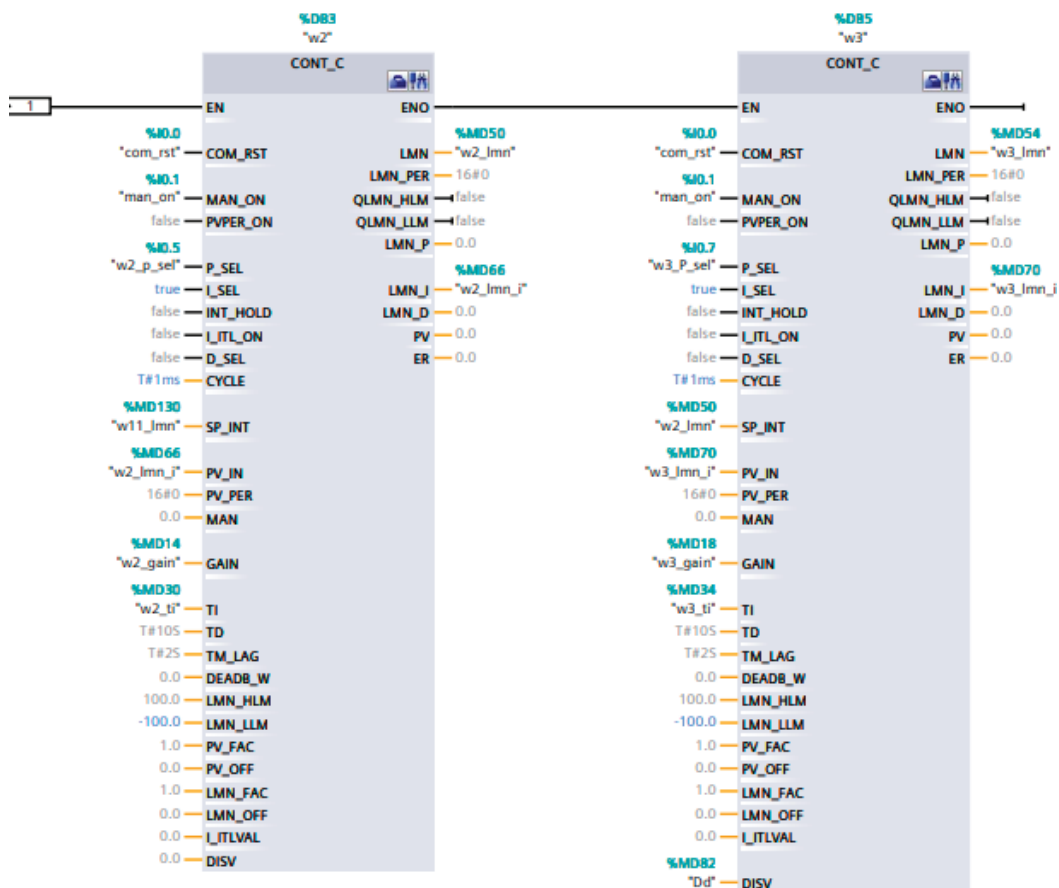 1
%DB3
"w2"
CONT_C
EN ENO
%I0.0 %MD50
"com_rst" COM_RST LMN "w2_lmn"
LMN_PER 16#0
%I0.1
"man_on" MAN_ON QLMN_HLM false
false PVPER_ON QLMN_LLM false
LMN_P 0.0
%I0.5
"w2_p_sel" P_SEL %MD66
true I_SEL LMN_I "w2_lmn_i"
false INT_HOLD LMN_D 0.0
false I_ITL_ON PV 0.0
false D_SEL ER 0.0
T#1ms CYCLE
%MD130
"w11_lmn" SP_INT
%MD66
"w2_lmn_i" PV_IN
16#0 PV_PER
0.0 MAN
%MD14
"w2_gain" GAIN
%MD30
"w2_ti" TI
T#10S TD
T#2S TM_LAG
0.0 DEADB_W
100.0 LMN_HLM
-100.0 LMN_LLM
1.0 PV_FAC
0.0 PV_OFF
1.0 LMN_FAC
0.0 LMN_OFF
0.0 I_ITLVAL
0.0 DISV
%DB5
"w3"
CONT_C
EN ENO
%I0.0 %MD54
"com_rst" COM_RST LMN "w3_lmn"
LMN_PER 16#0
%I0.1
"man_on" MAN_ON QLMN_HLM false
false PVPER_ON QLMN_LLM false
LMN_P 0.0
%I0.7
"w3_P_sel" P_SEL %MD70
true I_SEL LMN_I "w3_lmn_i
false INT_HOLD LMN_D 0.0
false I_ITL_ON PV 0.0
false D_SEL ER 0.0
T#1ms CYCLE
%MD50
"w2_lmn" SP_INT
%MD70
"w3_lmn_i" PV_IN
16#0 PV_PER
0.0 MAN
%MD18
"w3_gain" GAIN
%MD34
"w3_ti" TI
T#10S TD
T#2S TM_LAG
0.0 DEADB_W
100.0 LMN_HLM
-100.0 LMN_LLM
1.0 PV_FAC
0.0 PV_OFF
1.0 LMN_FAC
0.0 LMN_OFF
0.0 I_ITLVAL
%MD82
"Dd" DISV